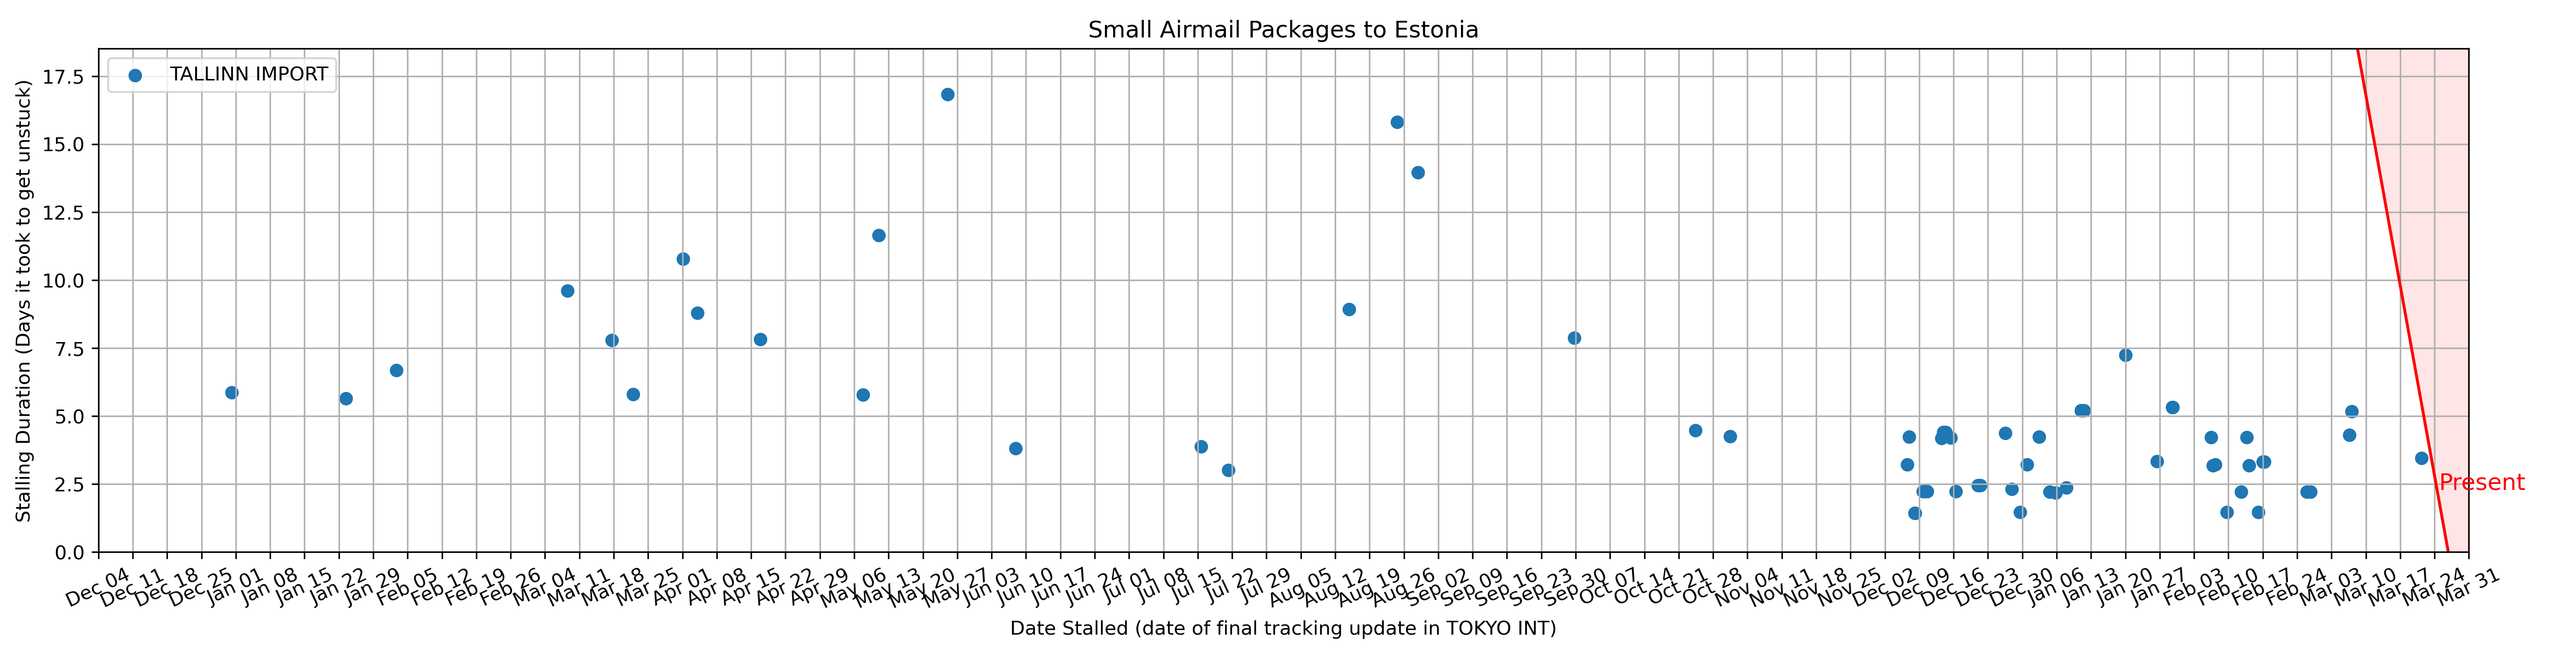 Small Airmail Packages to Estonia
TALLINN IMPORT
Stalling Duration (Days it took to get unstuck)
17.5
15.0
12.5
10.0
7.5
5.0
2.5
0.0
Present
Dec 04 Dec 11 Dec 18 Dec 25 Jan 01 Jan 08 Jan 15 Jan 22 Jan 29 Feb 05 Feb 12 Feb 19 Feb 26 Mar 04 Mar 11 Mar 18 Mar 25 Apr 01 Apr 08 Apr 15 Apr 22 Apr 29 May 06 May 13 May 20 May 27 Jun 03 Jun 10 Jun 17 Jun 24 Jul 01 Jul 08 Jul 15 Jul 22 Jul 29 Aug 05 Aug 12 Aug 19 Aug 26 Sep 02 Sep 09 Sep 16 Sep 23 Sep 30 Oct 07 Oct 14 Oct 21 Oct 28 Nov 04 Nov 11 Nov 18 Nov 25 Dec 02 Dec 09 Dec 16 Dec 23 Dec 30 Jan 06 Jan 13 Jan 20 Jan 27 Feb 03 Feb 10 Feb 17 Feb 24 Mar 03 Mar 10 Mar 17 Mar 24 Mar 31
Date Stalled (date of final tracking update in TOKYO INT)